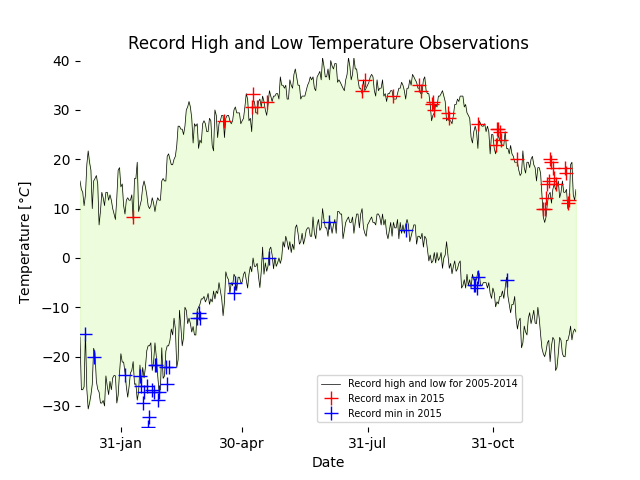 Record High and Low Temperature Observations
40
30
20
10
0
−10
−20
−30
Temperature [°C]
31-jan
30-apr
31-jul
31-oct
Date
Record high and low for 2005-2014
Record max in 2015
Record min in 2015